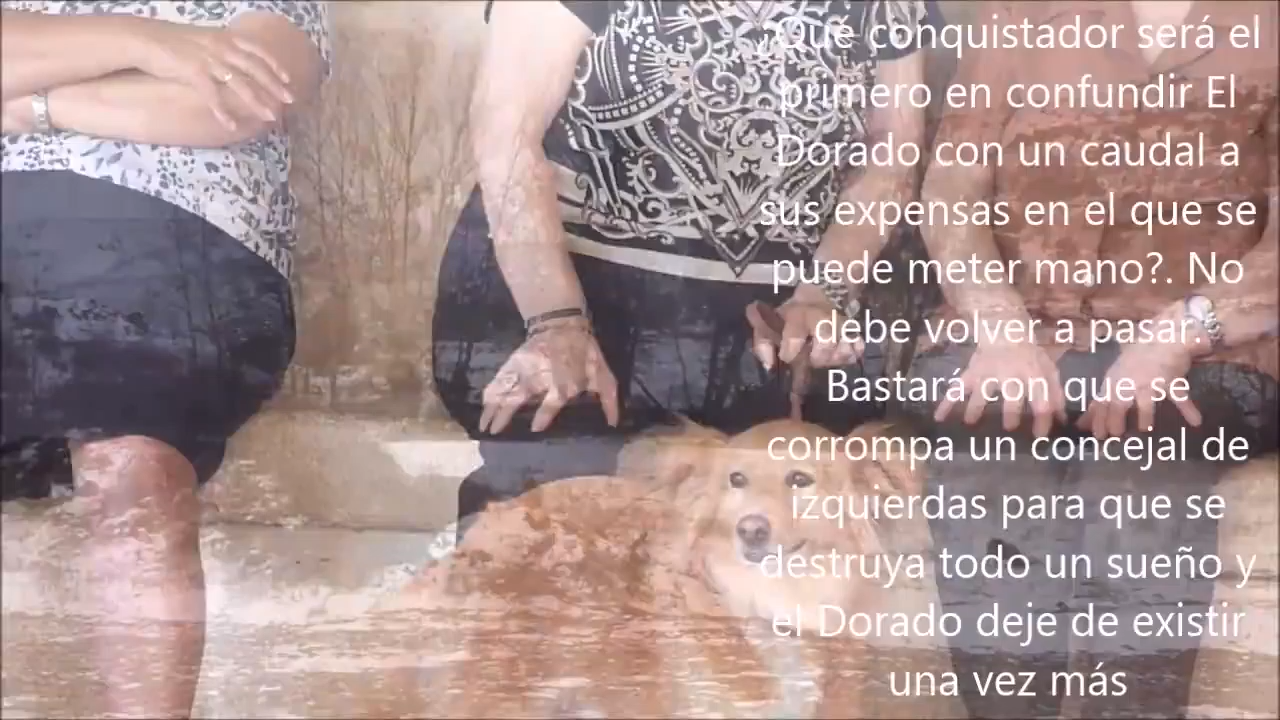 ¿Qué conquistador será el
primero en confundir El
Dorado con un caudal a
sus expensas en el que se
puede meter mano?. No
debe volver a pasar.
Bastará con que se
corrompa un concejal de
izquierdas para que se
destruya todo un sueño y
el Dorado deje de existir
una vez más